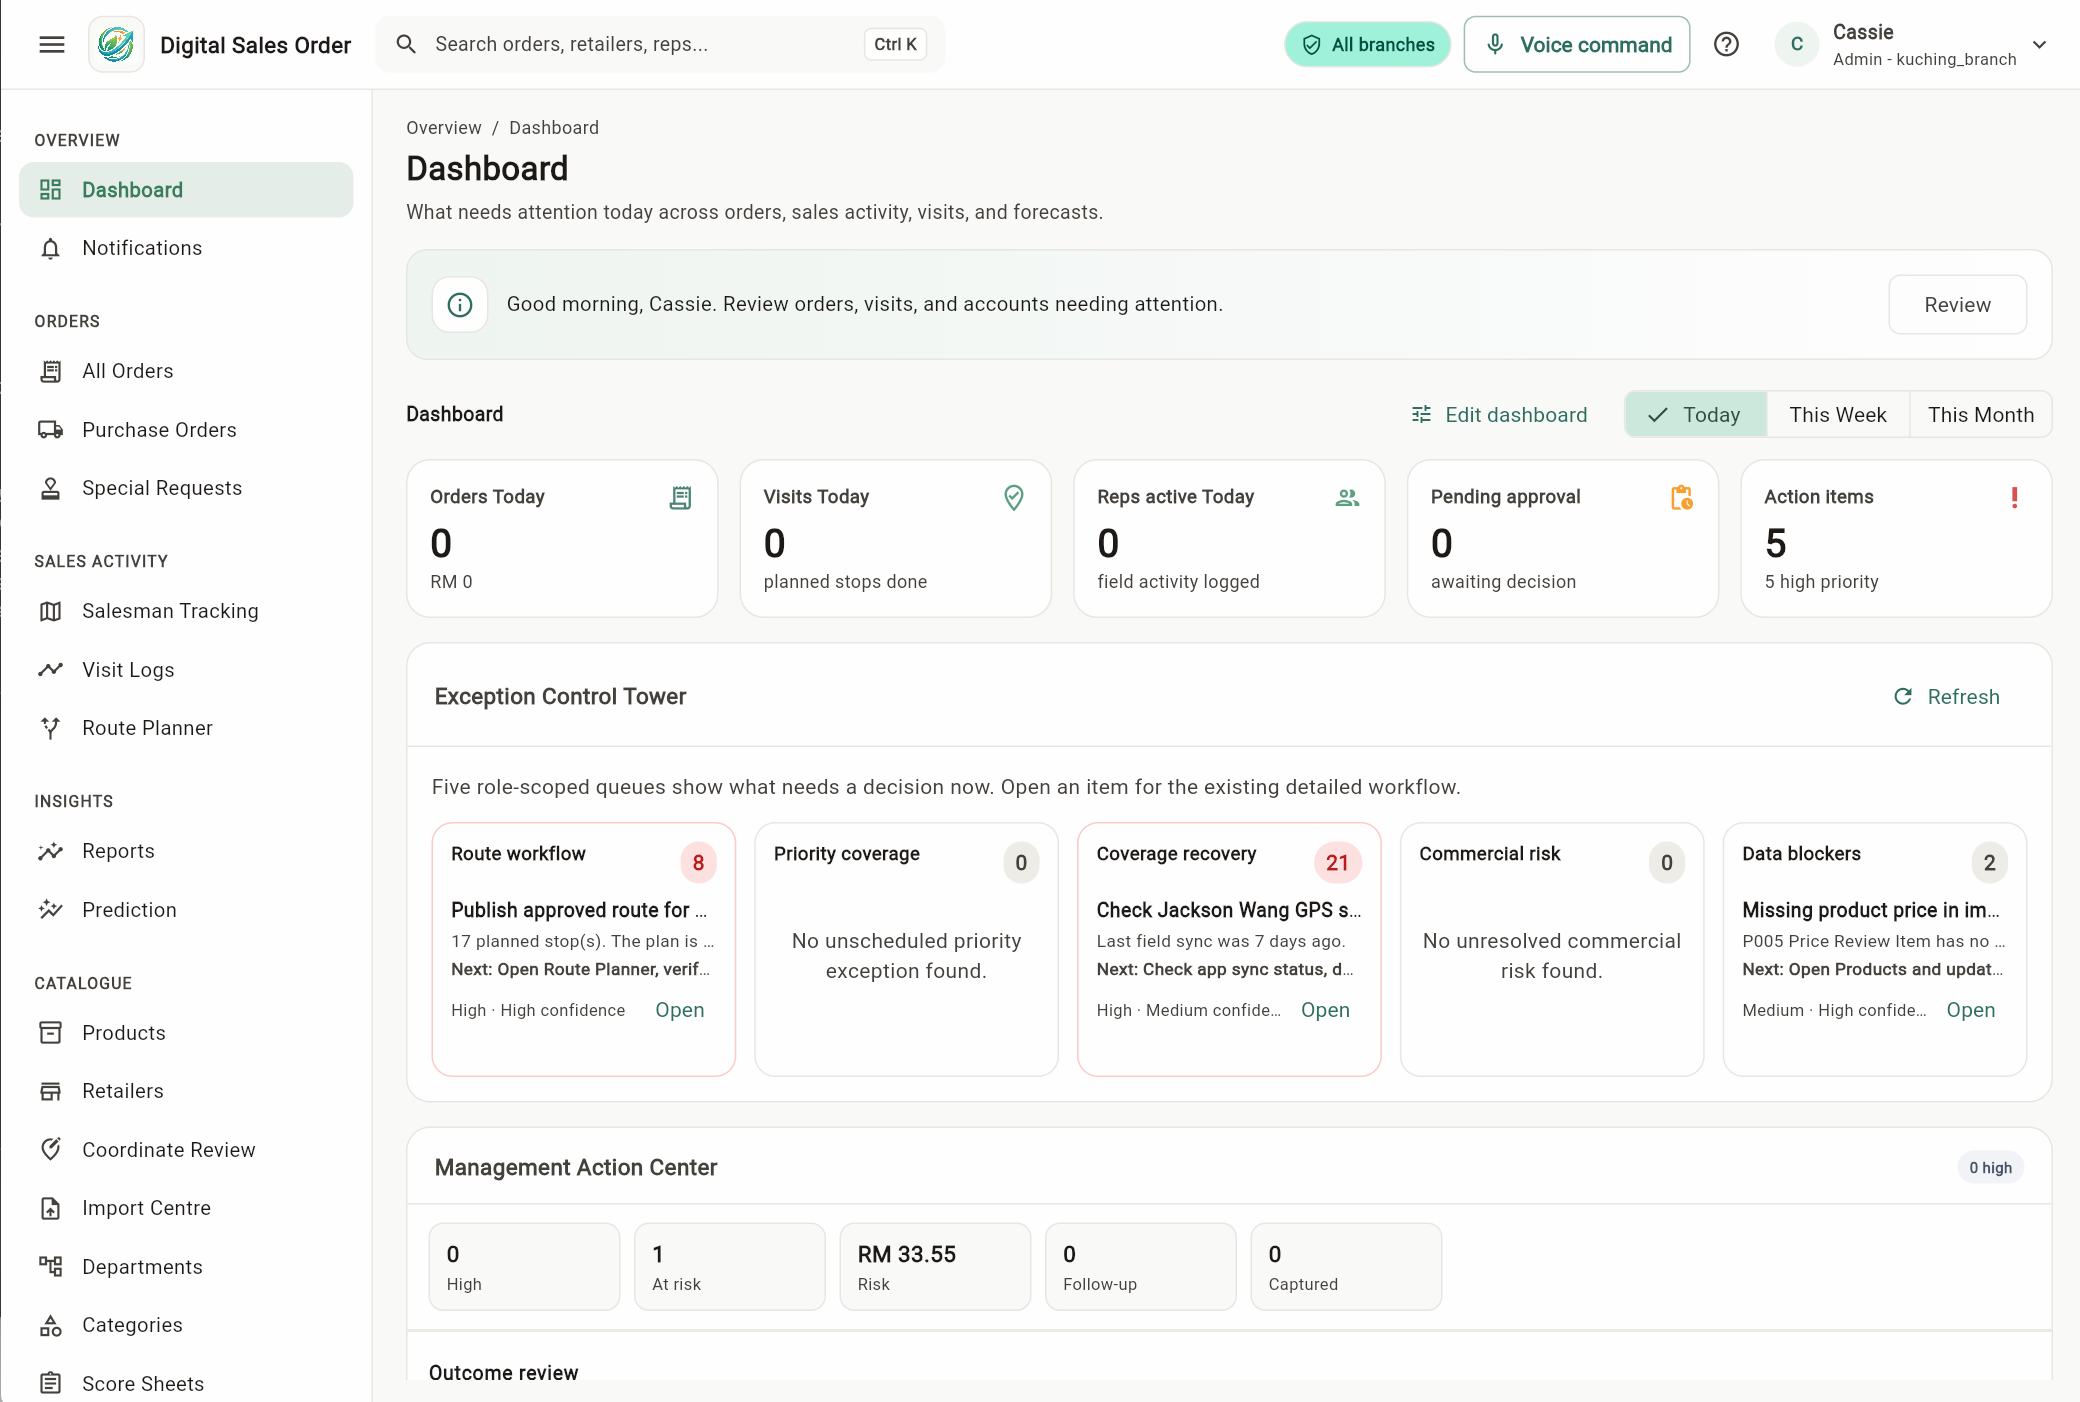 Digital Sales Order
Search orders, retailers, reps...
Ctrl K
All branches
Voice command
C
Cassie
Admin - kuching_branch
OVERVIEW
Dashboard
Notifications
ORDERS
All Orders
Purchase Orders
Special Requests
SALES ACTIVITY
Salesman Tracking
Visit Logs
Route Planner
INSIGHTS
Reports
Prediction
CATALOGUE
Products
Retailers
Coordinate Review
Import Centre
Departments
Categories
Score Sheets
Overview / Dashboard
Dashboard
What needs attention today across orders, sales activity, visits, and forecasts.
Good morning, Cassie. Review orders, visits, and accounts needing attention.
Review
Dashboard
Edit dashboard
Today
This Week
This Month
Orders Today
0
RM 0
Visits Today
0
planned stops done
Reps active Today
0
field activity logged
Pending approval
0
awaiting decision
Action items
5
5 high priority
Exception Control Tower
Refresh
Five role-scoped queues show what needs a decision now. Open an item for the existing detailed workflow.
Route workflow
8
Publish approved route for ...
17 planned stop(s). The plan is ...
Next: Open Route Planner, verif...
High · High confidence
Open
Priority coverage
0
No unscheduled priority
exception found.
Coverage recovery
21
Check Jackson Wang GPS s...
Last field sync was 7 days ago.
Next: Check app sync status, d...
High · Medium confide...
Open
Commercial risk
0
No unresolved commercial
risk found.
Data blockers
2
Missing product price in im...
P005 Price Review Item has no ...
Next: Open Products and updat...
Medium · High confide...
Open
Management Action Center
0 high
0
High
1
At risk
RM 33.55
Risk
0
Follow-up
0
Captured
Outcome review